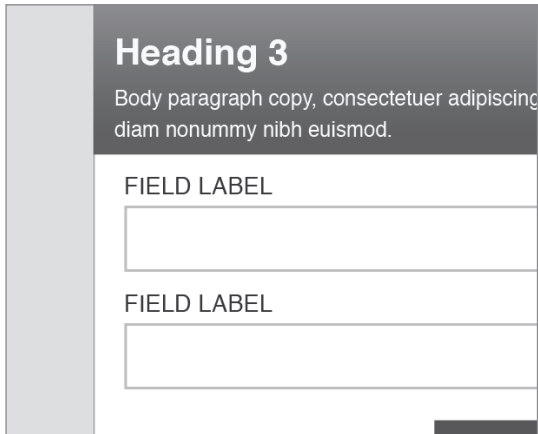 Heading 3
Body paragraph copy, consectetuer adipiscing
diam nonummy nibh euismod.
FIELD LABEL
FIELD LABEL